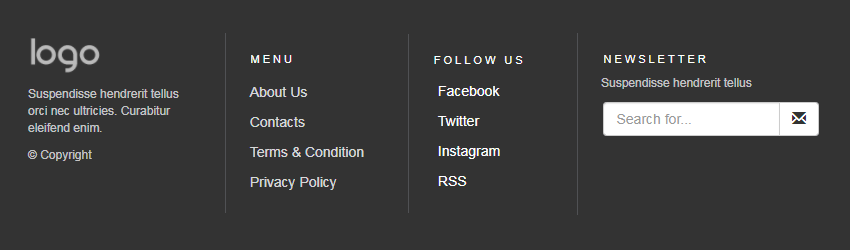 logo
Suspendisse hendrerit tellus
orci nec ultricies. Curabitur
eleifend enim.
© Copyright
MENU
About Us
Contacts
Terms & Condition
Privacy Policy
FOLLOW US
Facebook
Twitter
Instagram
RSS
NEWSLETTER
Suspendisse hendrerit tellus
Search for...